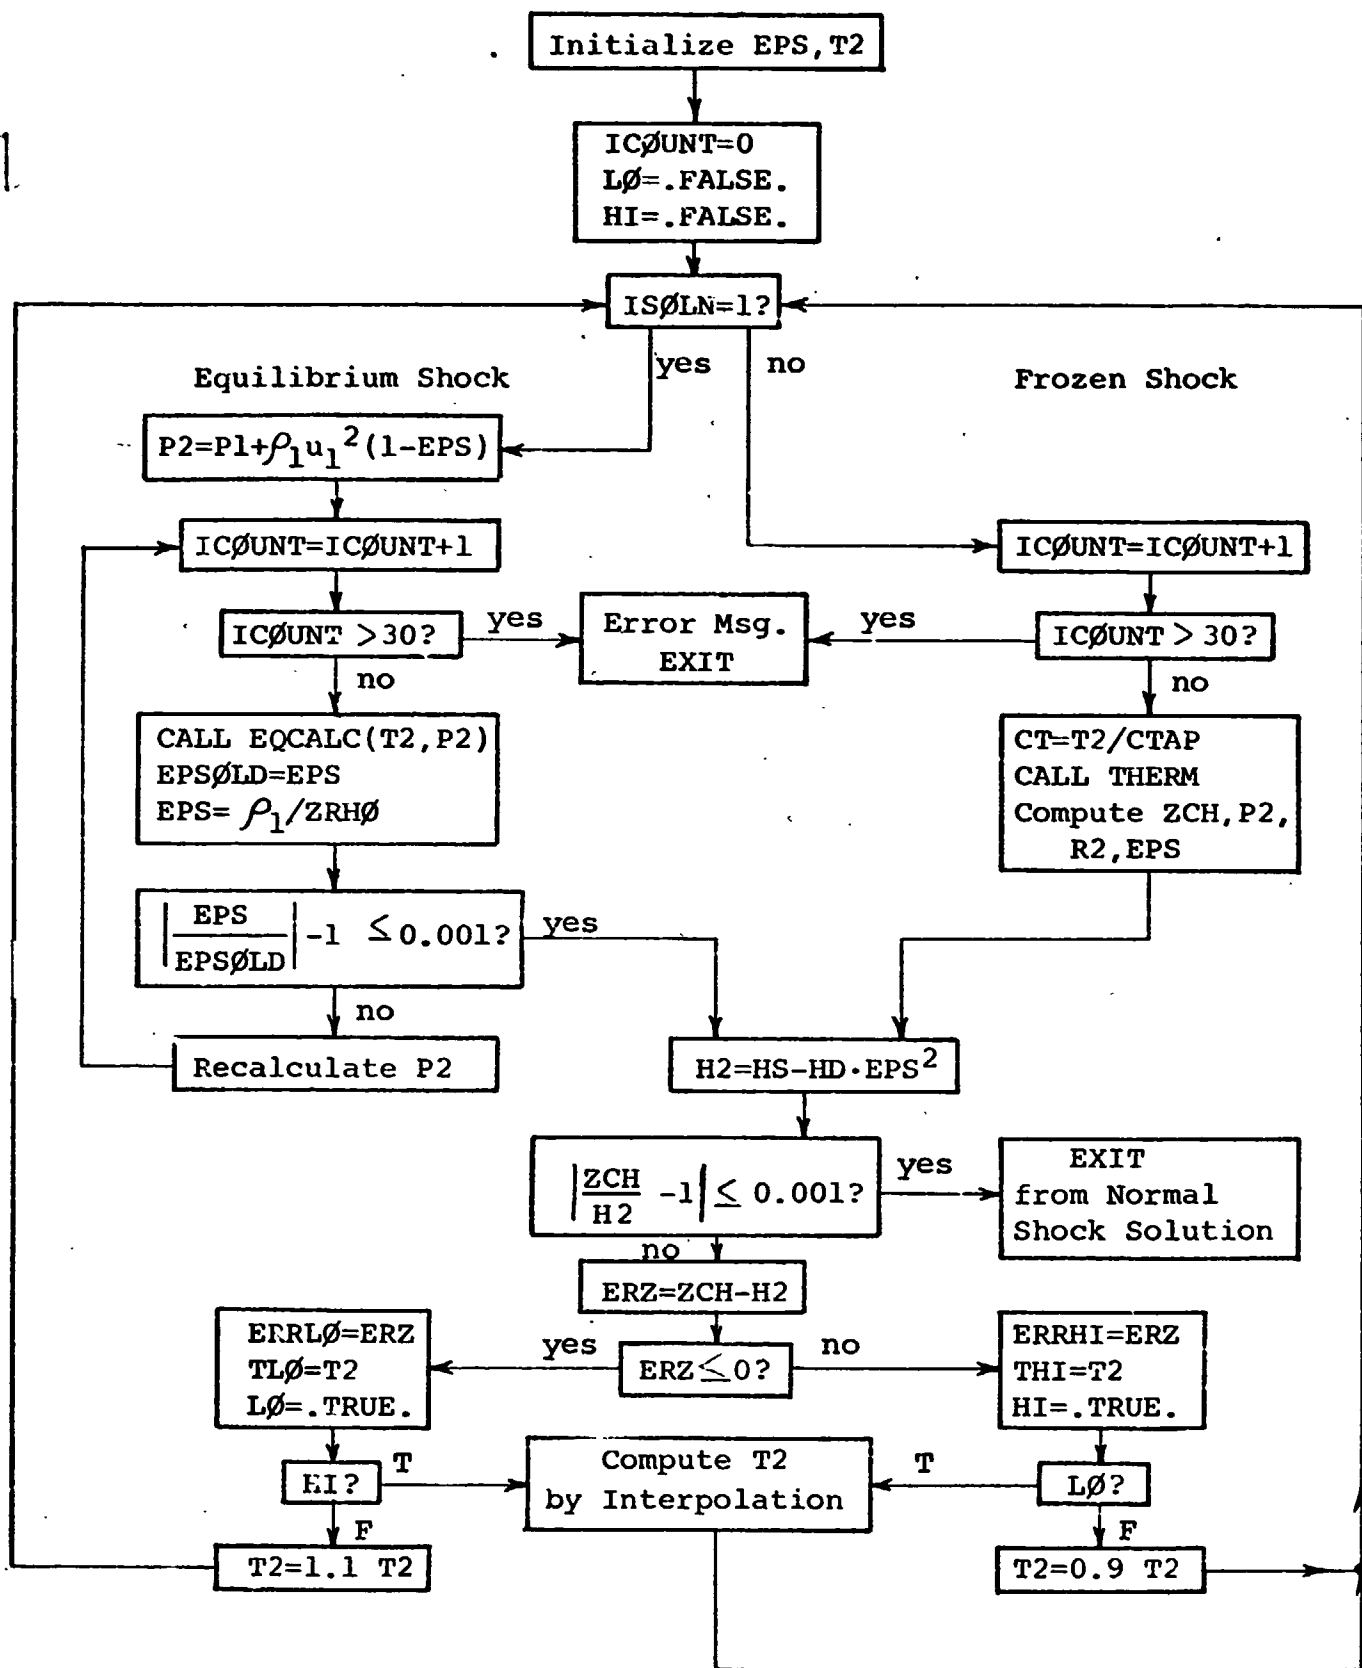 Initialize EPS,T2
ICØUNT=0
LØ=.FALSE.
HI=.FALSE.
ISØLN=1?
yes
no
Equilibrium Shock
Frozen Shock
P2=P1+ρ₁u₁²(1-EPS)
ICØUNT=ICØUNT+1
ICØUNT=ICØUNT+1
ICØUNT >30?
yes
Error Msg.
EXIT
yes
ICØUNT > 30?
no
no
CALL EQCALC(T2,P2)
EPSØLD=EPS
EPS= ρ₁/ZRHØ
CT=T2/CTAP
CALL THERM
Compute ZCH,P2,
R2,EPS
|EPS/EPSØLD|-1 ≤0.001?
yes
no
Recalculate P2
H2=HS-HD·EPS²
|ZCH/H2 -1| ≤ 0.001?
yes
EXIT
from Normal
Shock Solution
no
ERZ=ZCH-H2
ERRLØ=ERZ
TLØ=T2
LØ=.TRUE.
yes
ERZ≤0?
no
ERRHI=ERZ
THI=T2
HI=.TRUE.
HI?
T
Compute T2
by Interpolation
T
LØ?
F
F
T2=1.1 T2
T2=0.9 T2